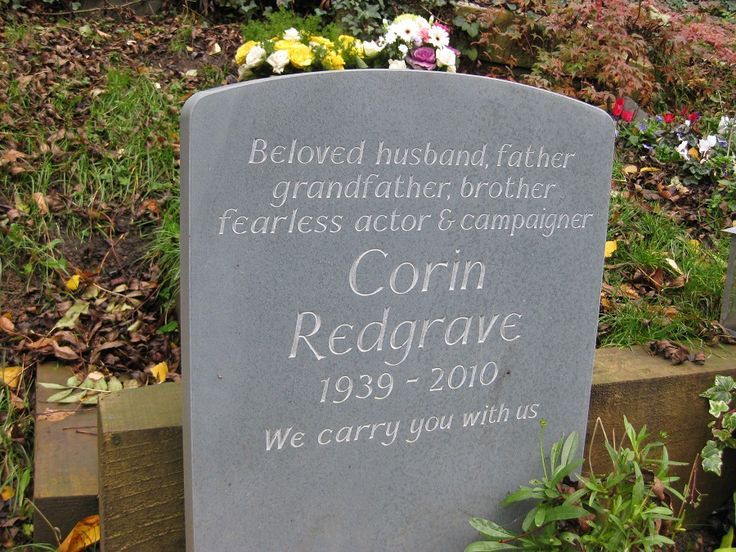 Beloved husband, father
grandfather, brother
fearless actor & campaigner
Corin
Redgrave
1939 - 2010
We carry you with us